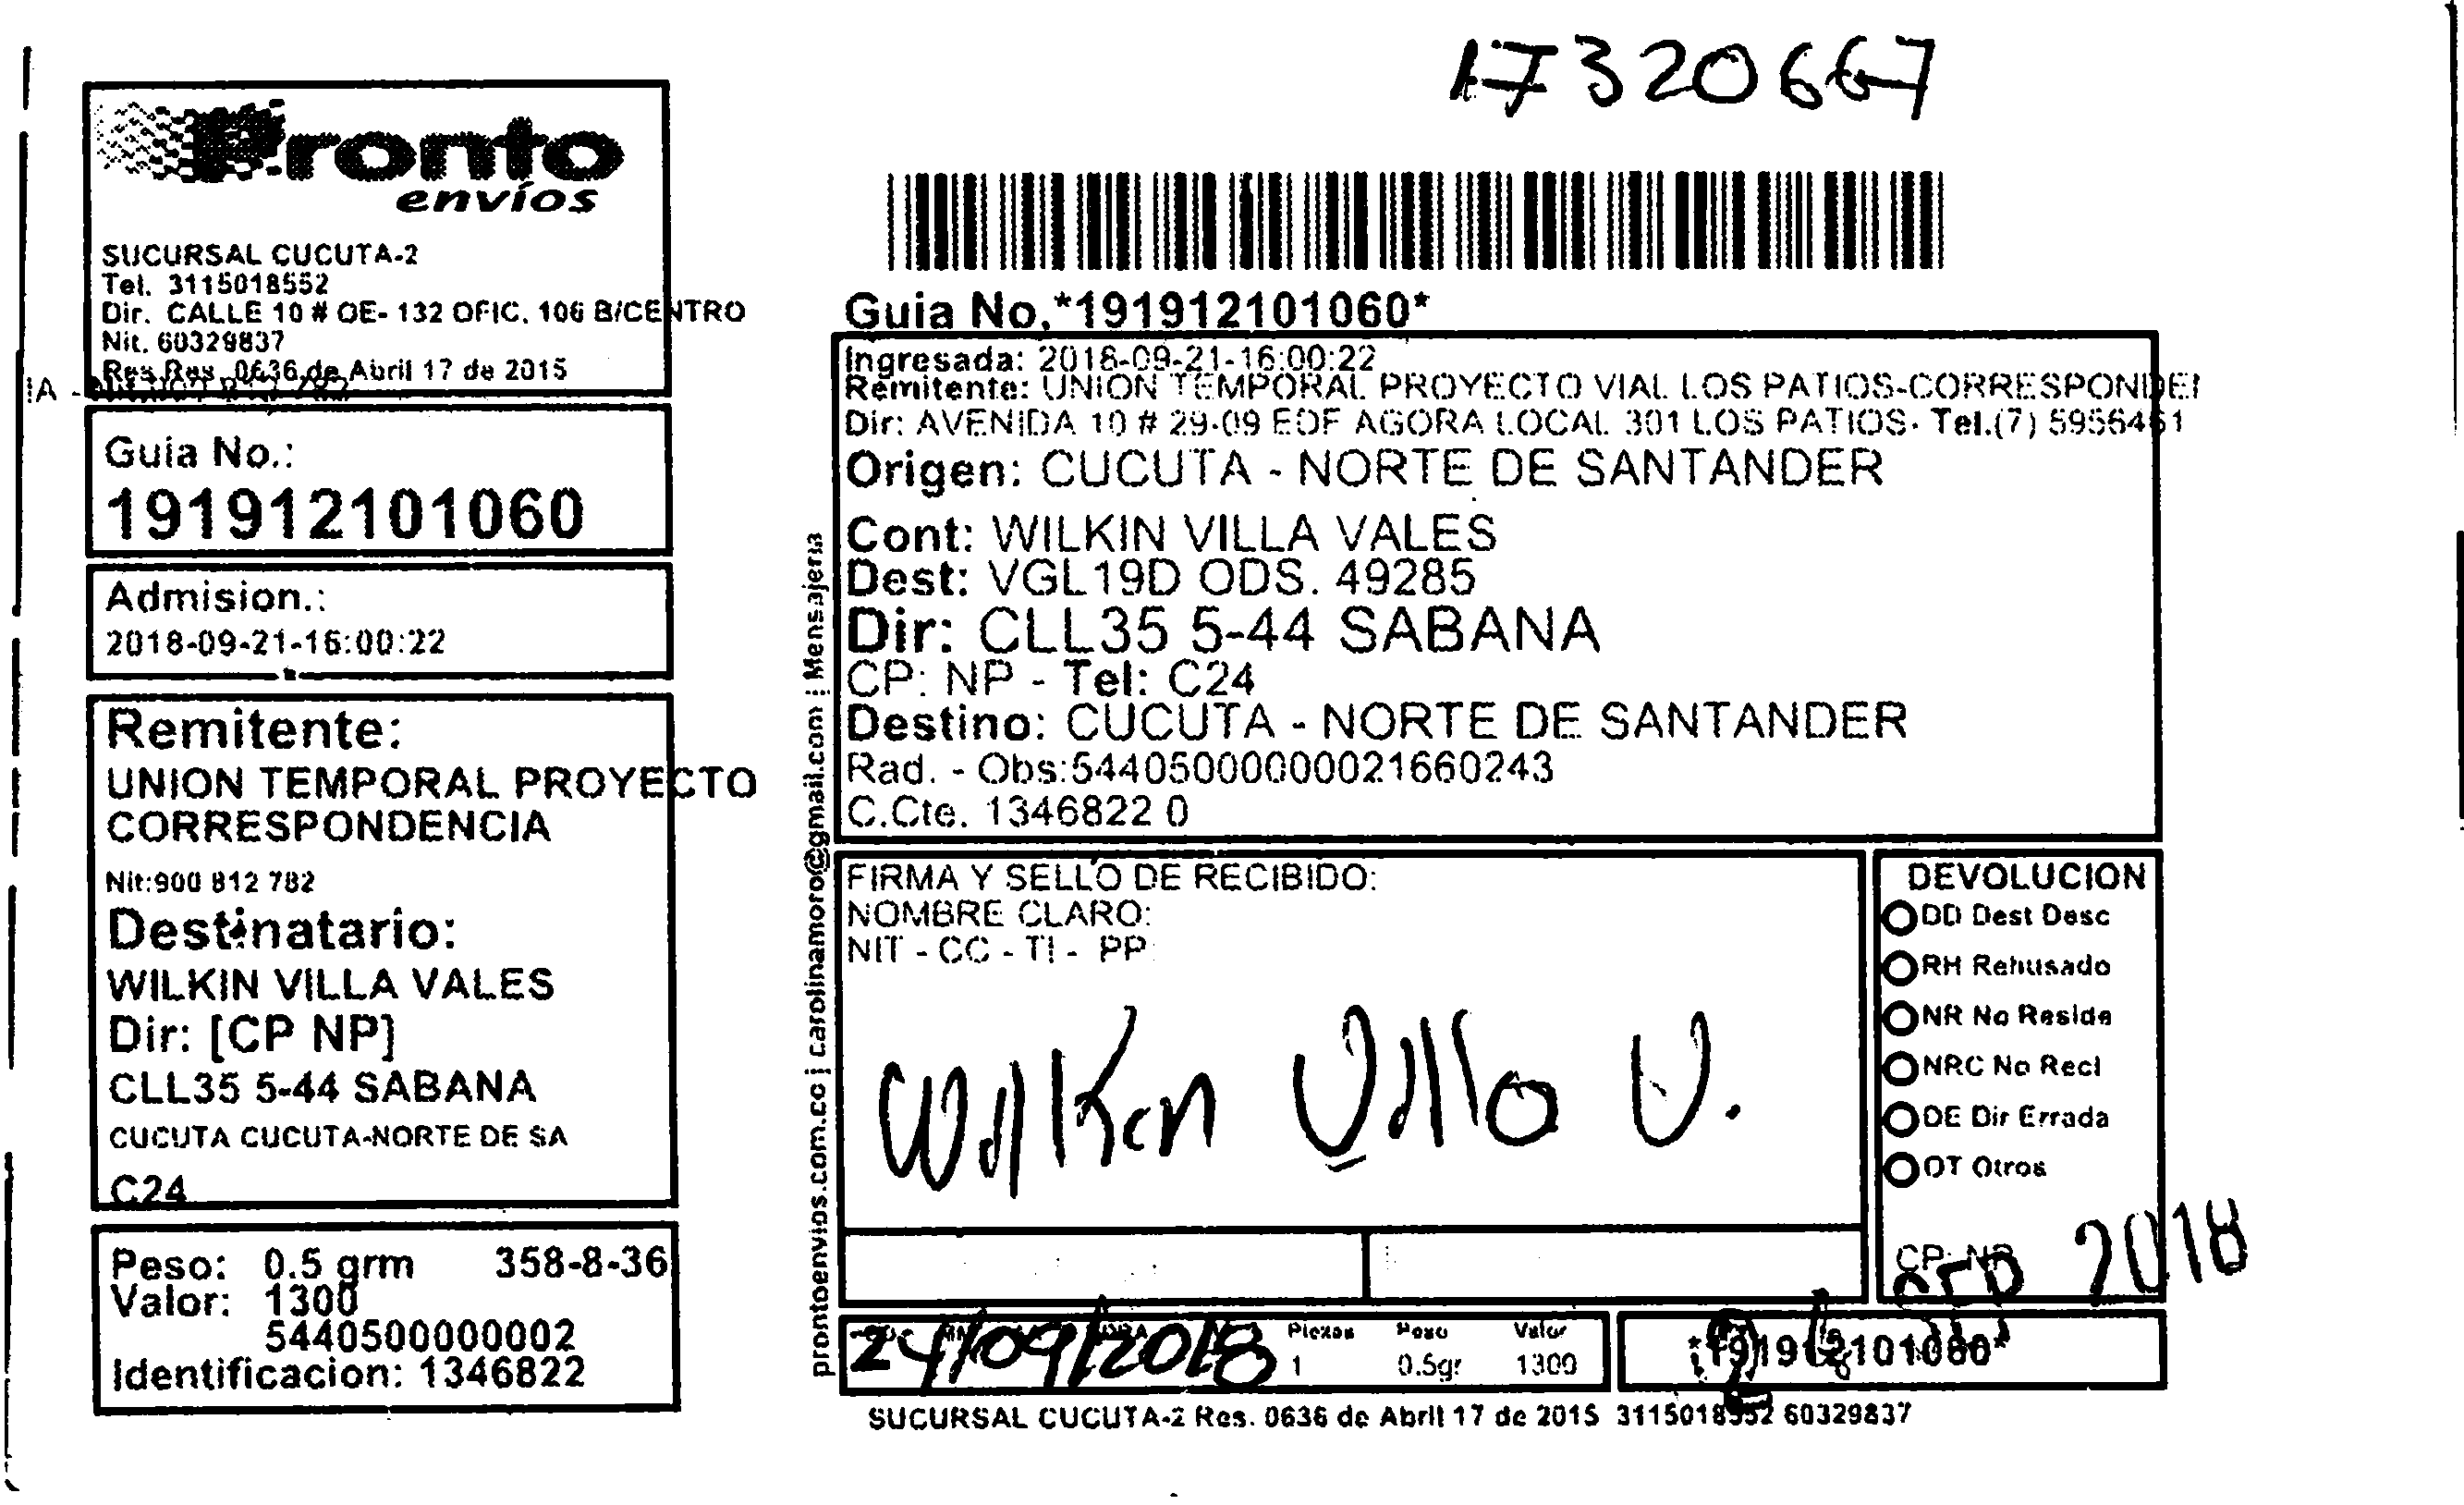 17320667
Pronto
envíos
SUCURSAL CUCUTA-2
Tel. 3115018552
Dir. CALLE 10 # OE- 132 OFIC. 106 B/CENTRO
Nit. 60329837
Res Res 0636 de Abril 17 de 2015
Guia No.:
191912101060
Admision.:
2018-09-21-16:00:22
Remitente:
UNION TEMPORAL PROYECTO
CORRESPONDENCIA
Nit:900 812 782
Destinatario:
WILKIN VILLA VALES
Dir: [CP NP]
CLL35 5-44 SABANA
CUCUTA CUCUTA-NORTE DE SA
C24
Peso: 0.5 grm 358-8-36
Valor: 1300
5440500000002
Identificacion: 1346822
prontoenvios.com.co | carolinamoro@gmail.com | Mensajeria
Guia No.*191912101060*
Ingresada: 2018-09-21-16:00:22
Remitente: UNION TEMPORAL PROYECTO VIAL LOS PATIOS-CORRESPONDEN
Dir: AVENIDA 10 # 29-09 EDF AGORA LOCAL 301 LOS PATIOS- Tel.(7) 5956461
Origen: CUCUTA - NORTE DE SANTANDER
Cont: WILKIN VILLA VALES
Dest: VGL19D ODS. 49285
Dir: CLL35 5-44 SABANA
CP: NP - Tel: C24
Destino: CUCUTA - NORTE DE SANTANDER
Rad. - Obs:544050000000021660243
C.Cte. 1346822 0
FIRMA Y SELLO DE RECIBIDO:
NOMBRE CLARO:
NIT - CC - TI - PP
Wilken Villa V.
DEVOLUCION
DD Dest Desc
RH Rehusado
NR No Reside
NRC No Recl
DE Dir Errada
OT Otros
CP: NP
SEP 2018
24/09/2018
Piezas Peso Valor
1 0.5gr 1300
*191912101060*
SUCURSAL CUCUTA-2 Res. 0636 de Abril 17 de 2015 3115018552 60329837